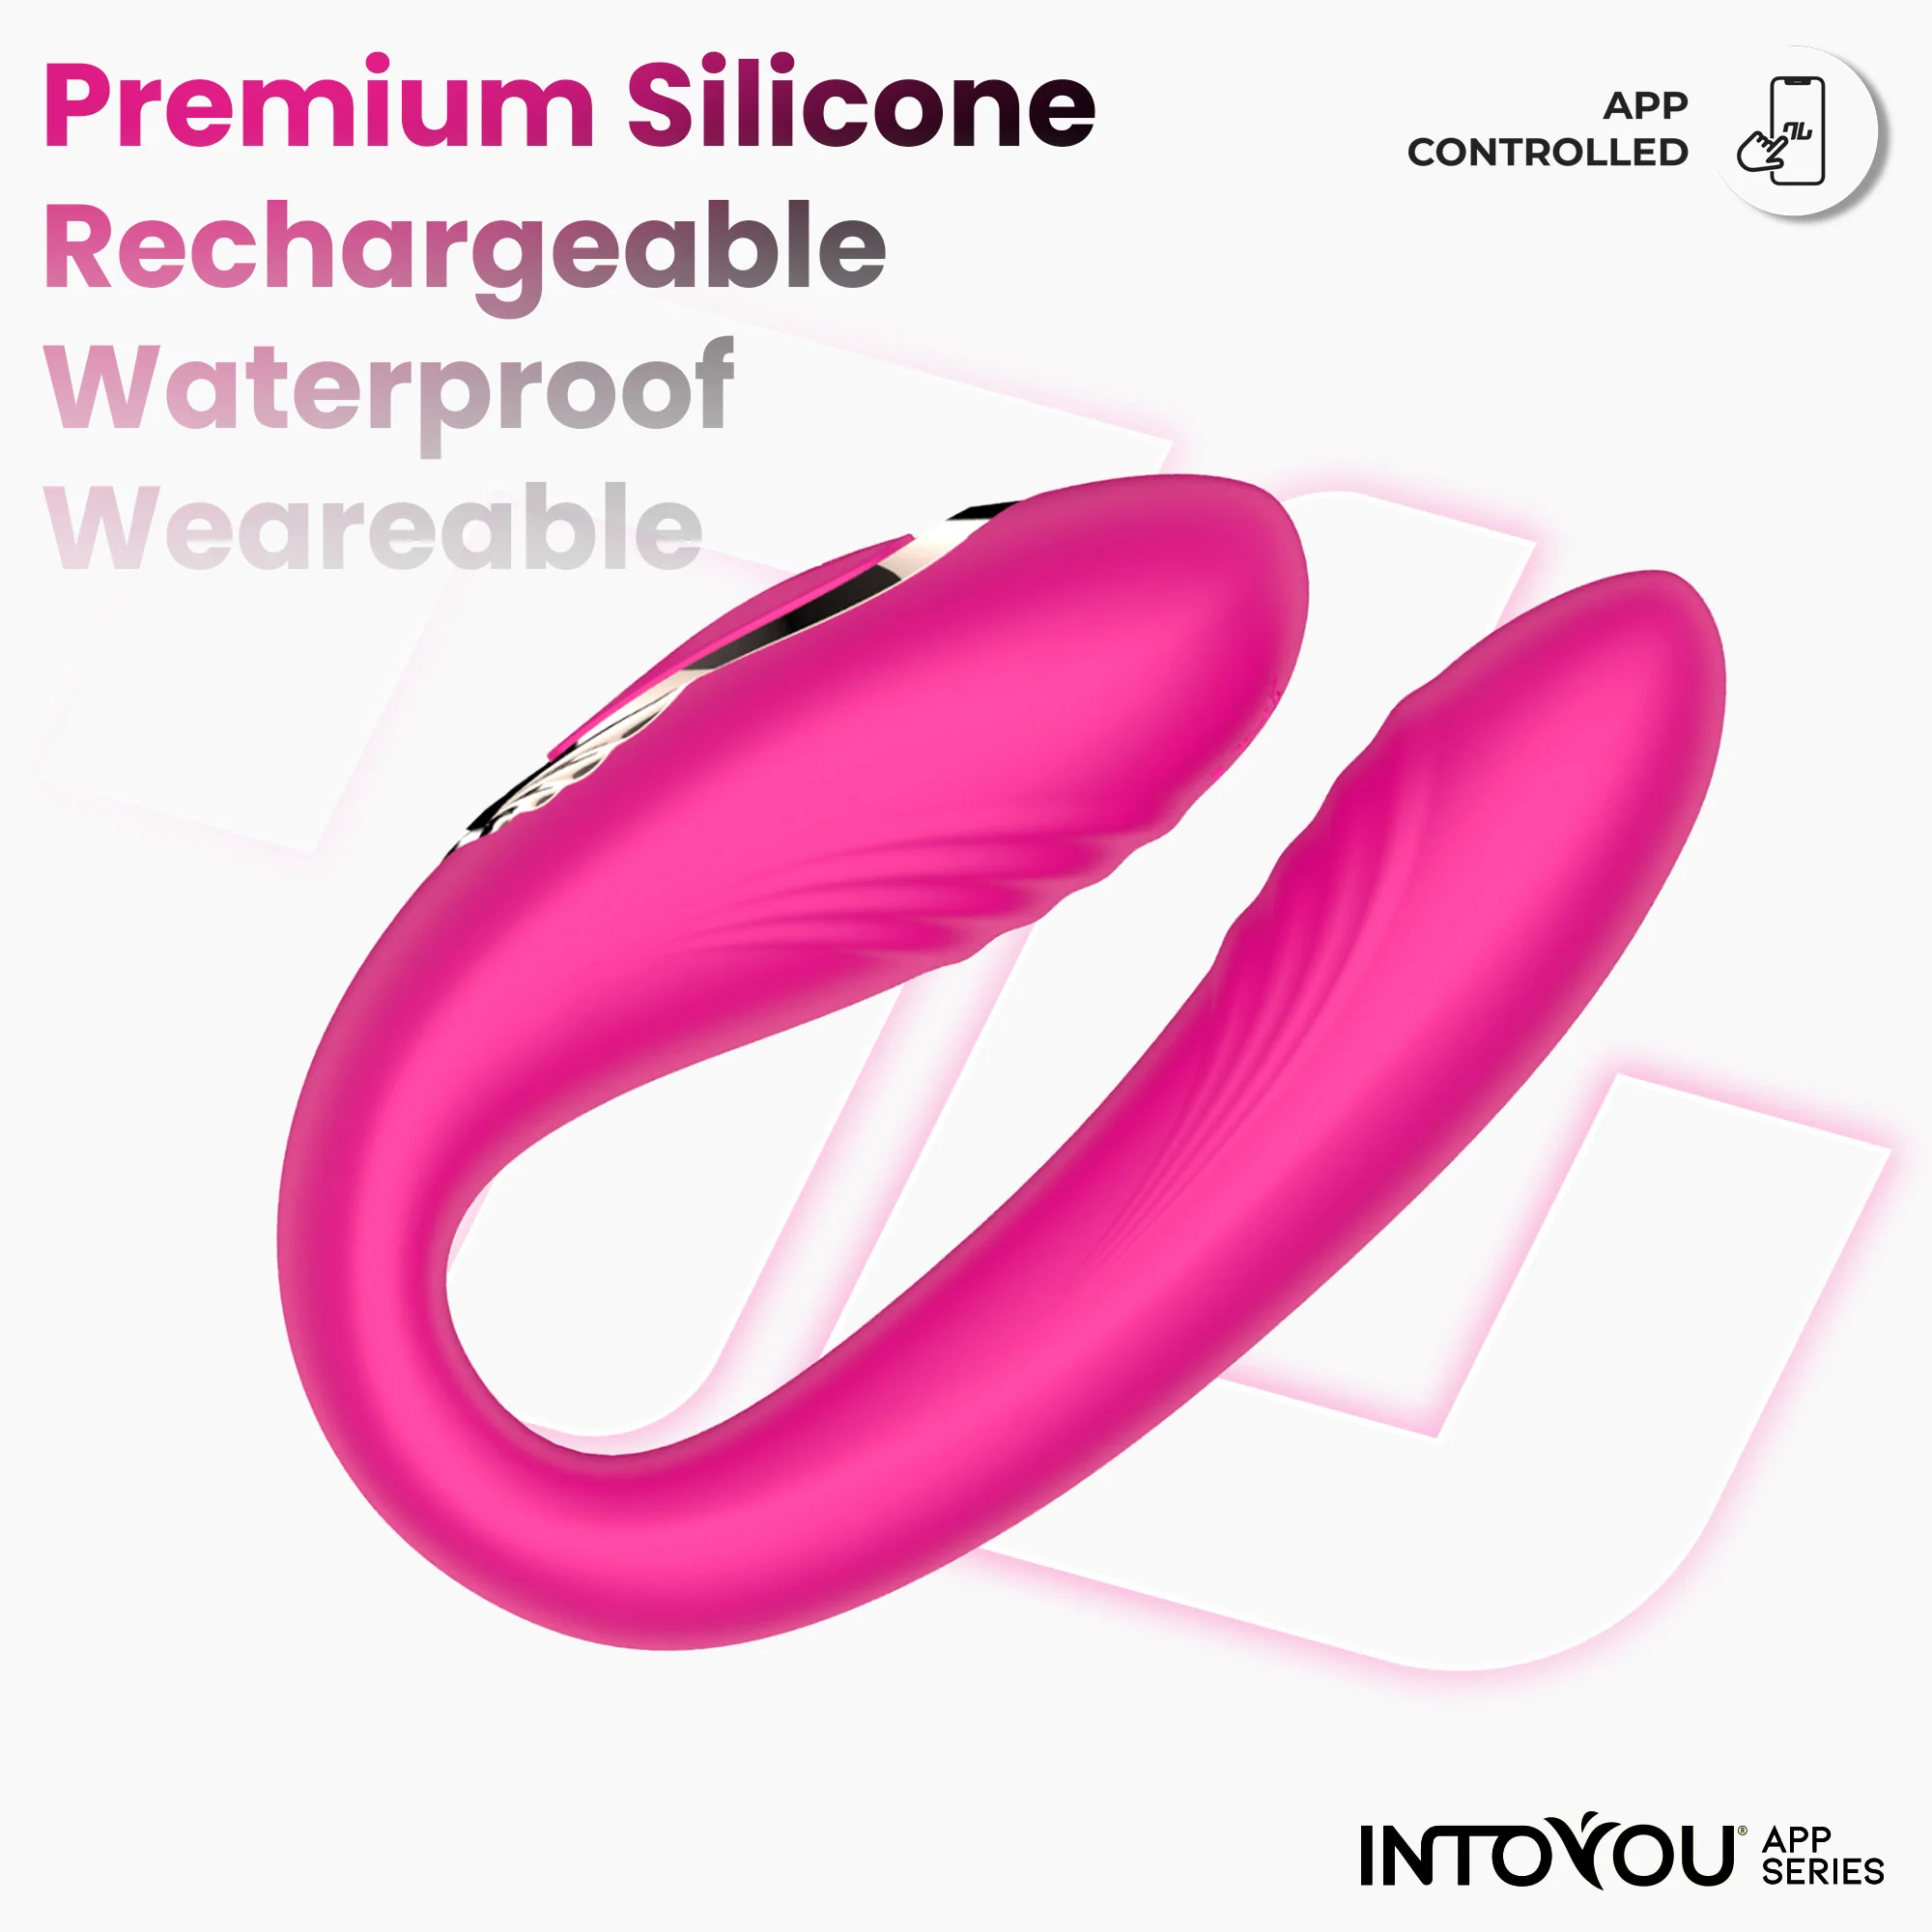 Premium Silicone
Rechargeable
Waterproof
Weareable
APP
CONTROLLED
INTOYOU® APP
SERIES